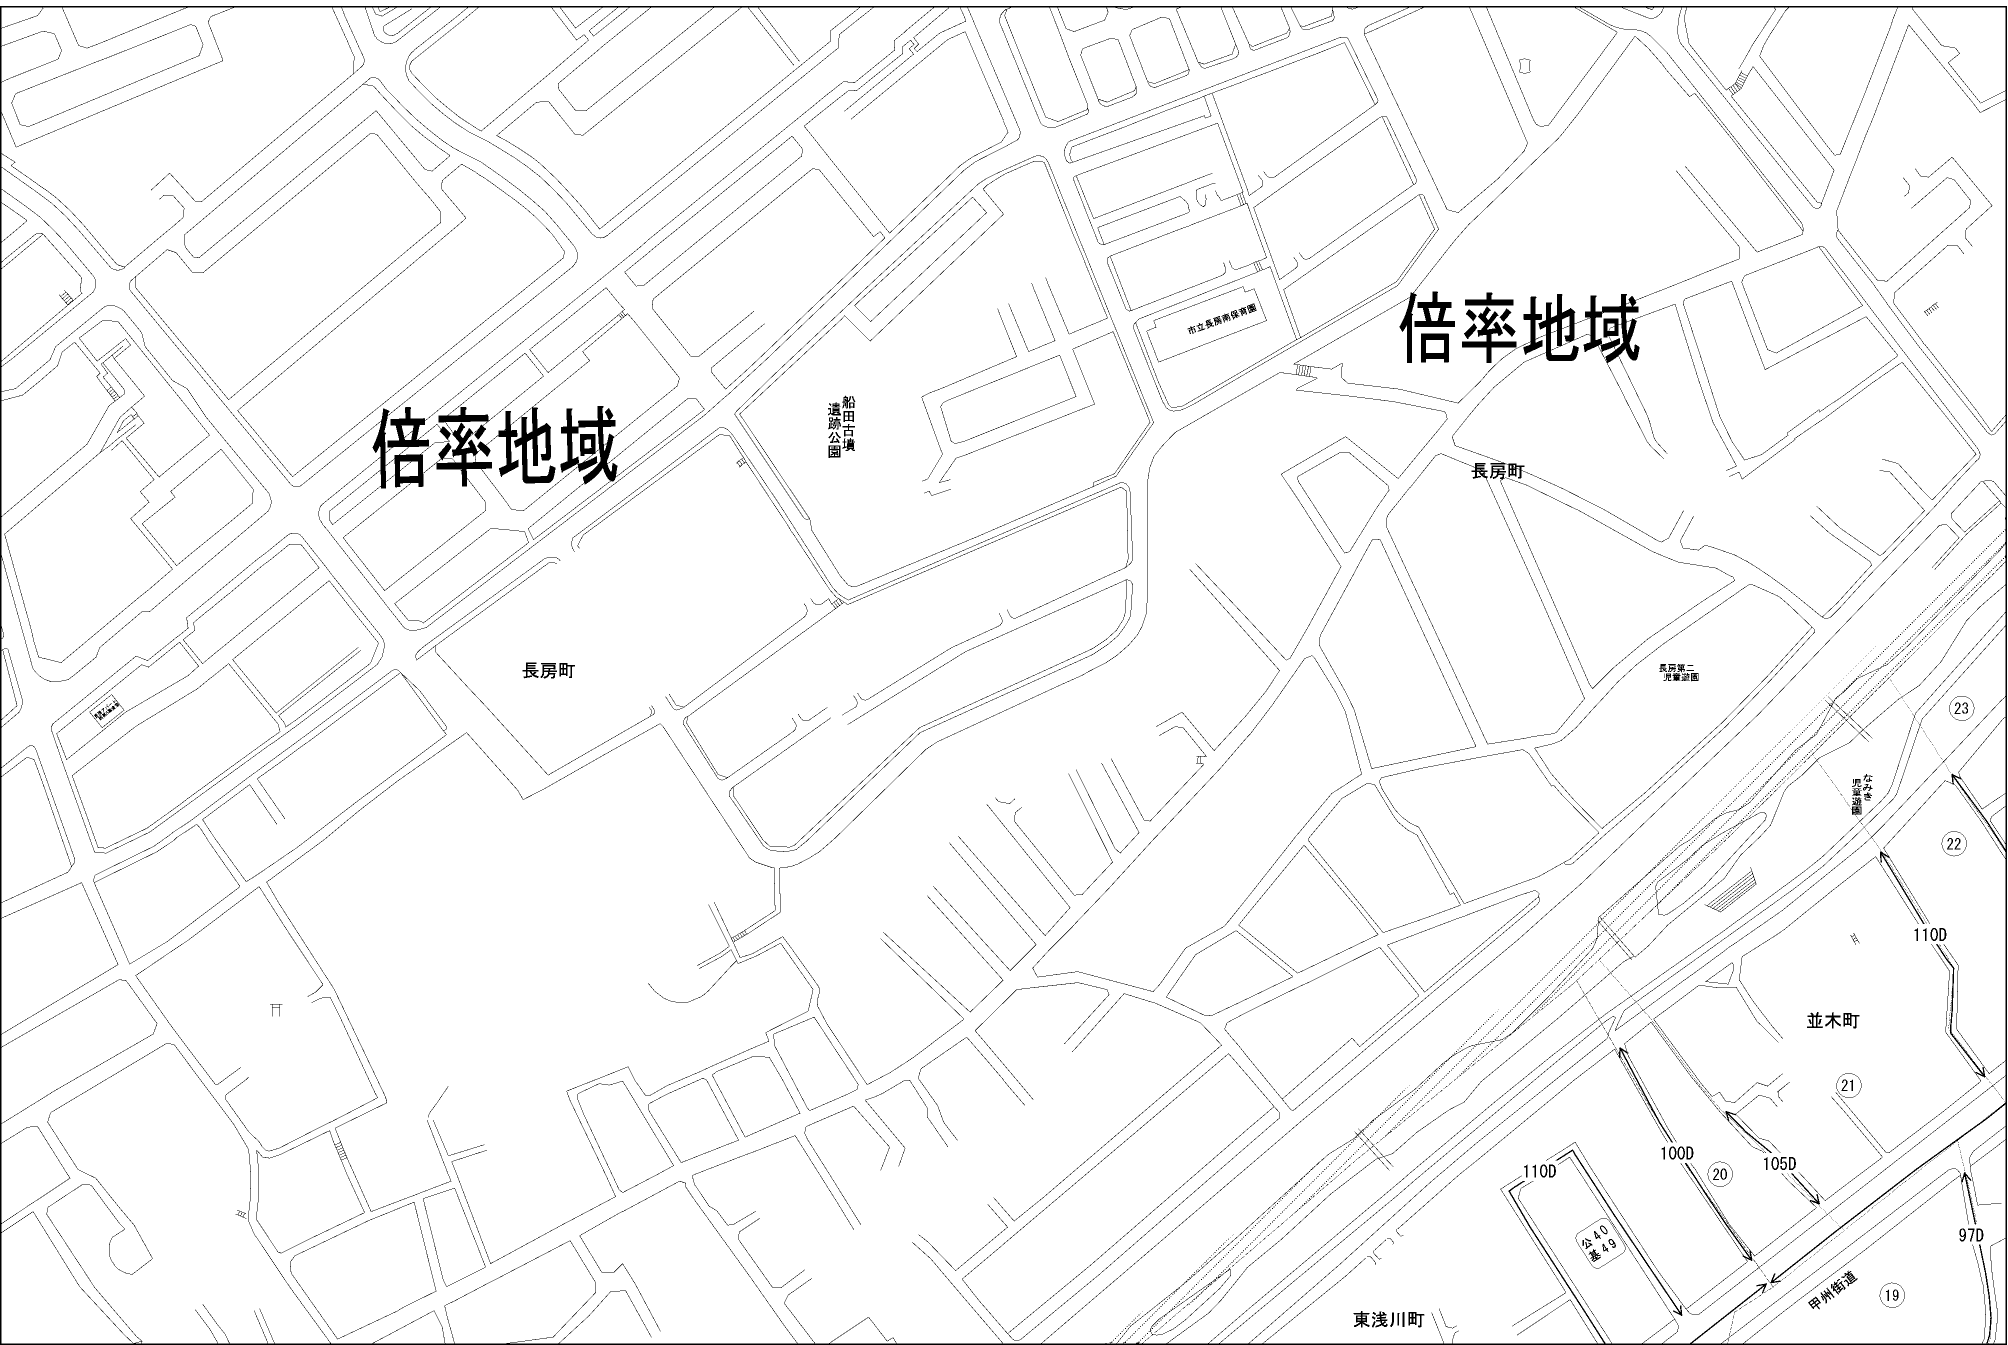 倍率地域
倍率地域
市立長房南保育園
船田古墳
遺跡公園
長房町
長房町
長房第二
児童遊園
なみき
児童遊園
23
22
110D
並木町
21
100D
105D
20
110D
公40
基49
97D
甲州街道
19
東浅川町